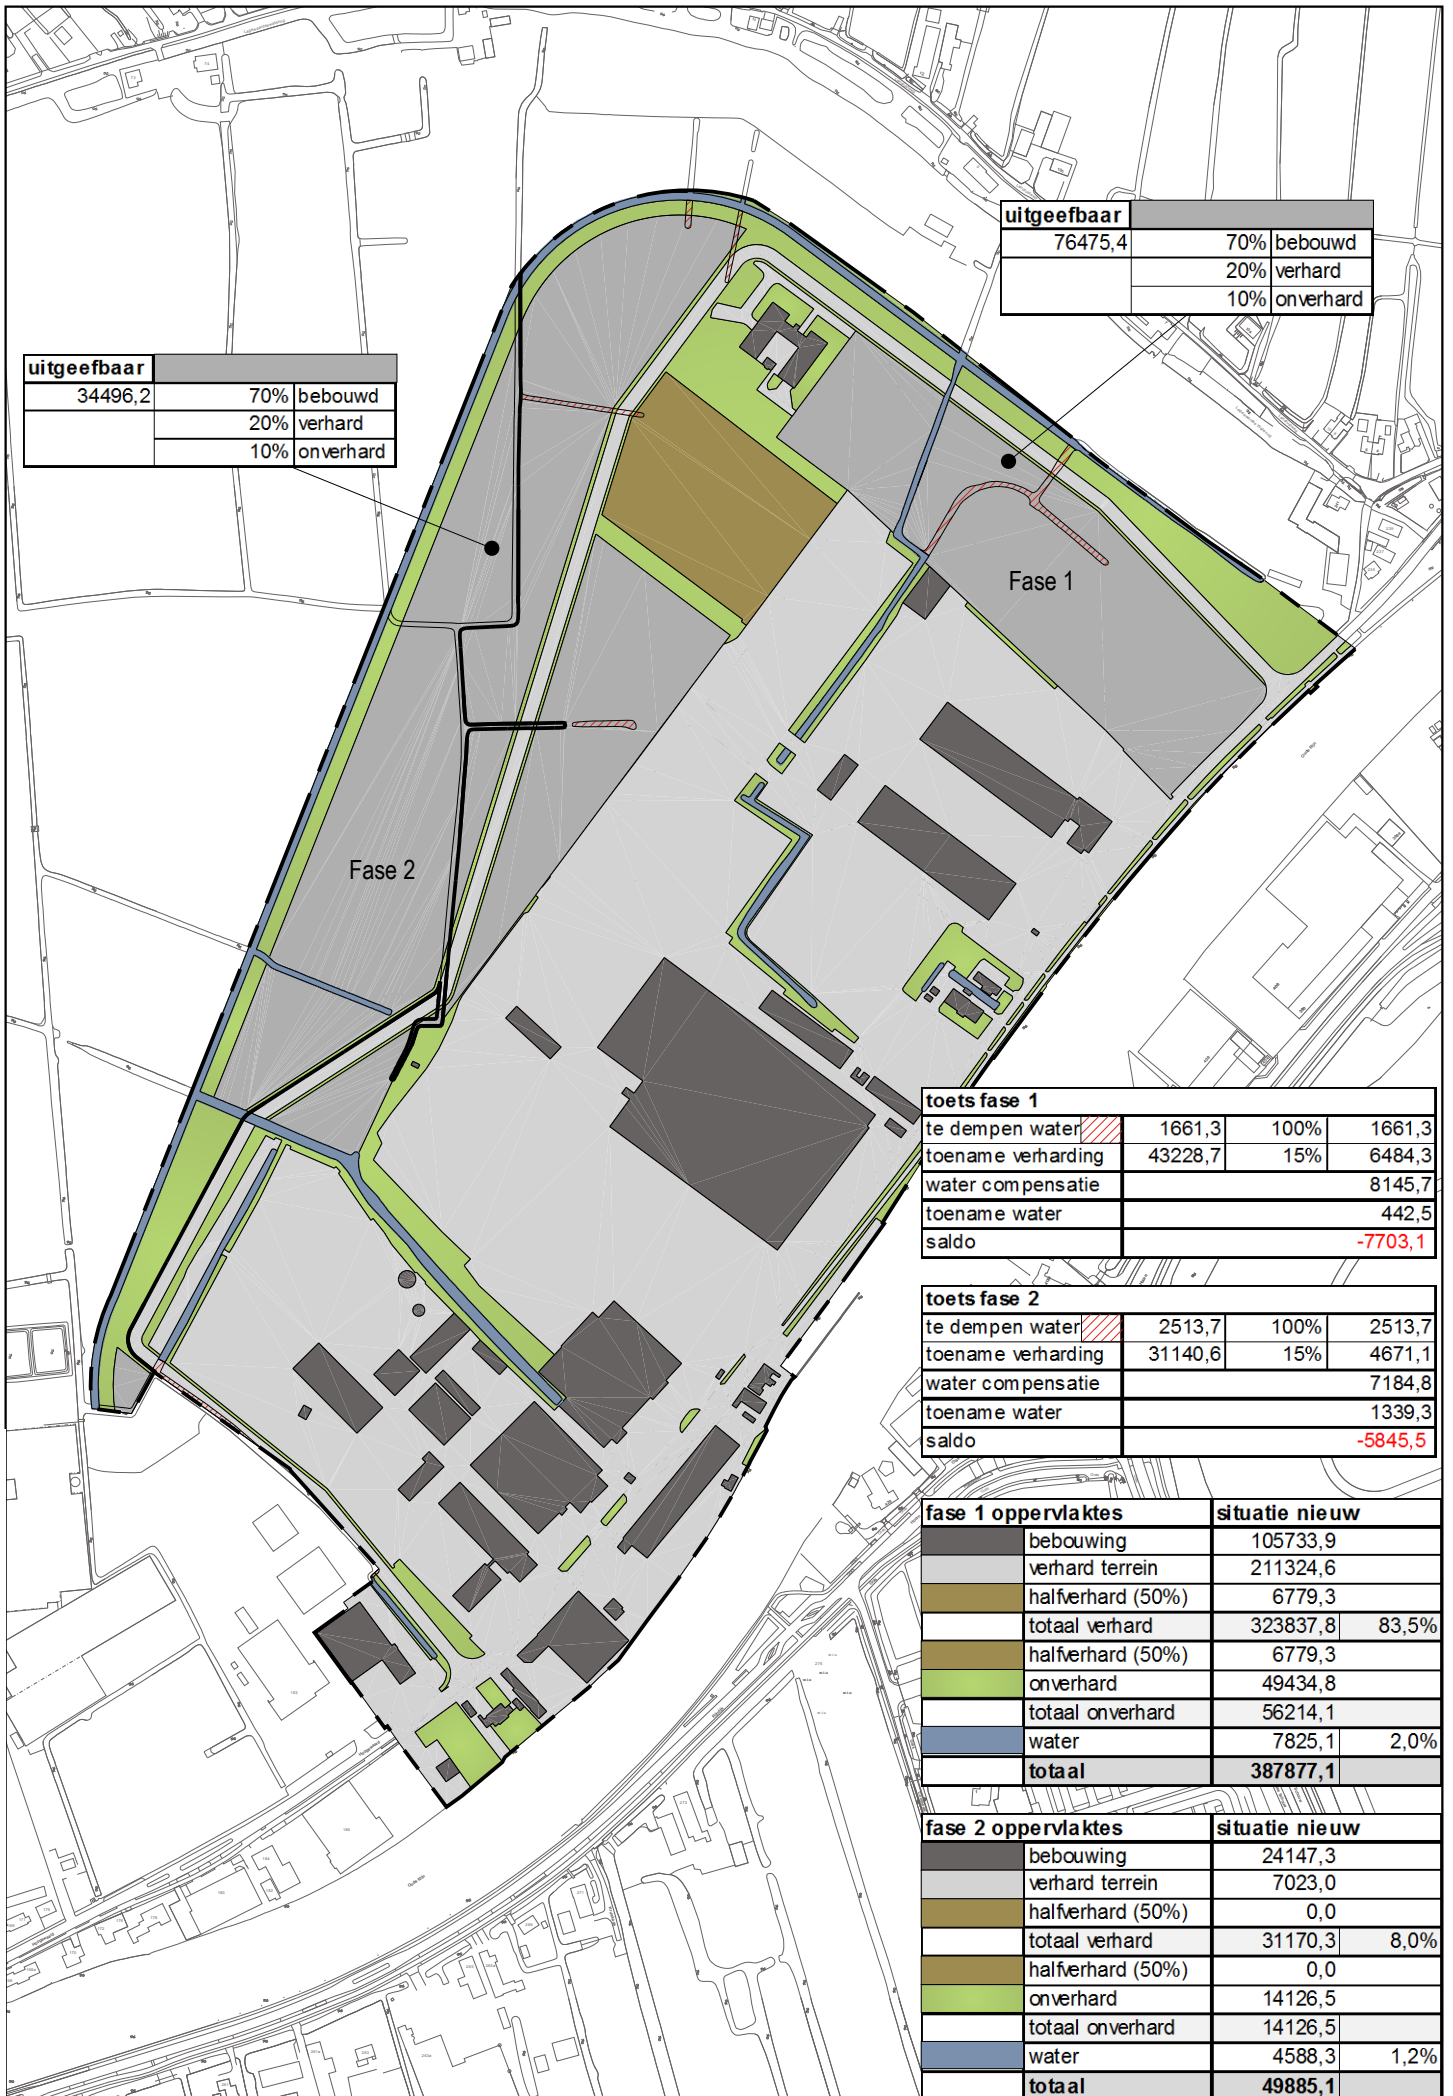 uitgeefbaar
76475,4 70% bebouwd
20% verhard
10% onverhard
uitgeefbaar
34496,2 70% bebouwd
20% verhard
10% onverhard
Fase 1
Fase 2
toets fase 1
te dempen water 1661,3 100% 1661,3
toename verharding 43228,7 15% 6484,3
water compensatie 8145,7
toename water 442,5
saldo -7703,1
toets fase 2
te dempen water 2513,7 100% 2513,7
toename verharding 31140,6 15% 4671,1
water compensatie 7184,8
toename water 1339,3
saldo -5845,5
fase 1 oppervlaktes situatie nieuw
bebouwing 105733,9
verhard terrein 211324,6
halfverhard (50%) 6779,3
totaal verhard 323837,8 83,5%
halfverhard (50%) 6779,3
onverhard 49434,8
totaal onverhard 56214,1
water 7825,1 2,0%
totaal 387877,1
fase 2 oppervlaktes situatie nieuw
bebouwing 24147,3
verhard terrein 7023,0
halfverhard (50%) 0,0
totaal verhard 31170,3 8,0%
halfverhard (50%) 0,0
onverhard 14126,5
totaal onverhard 14126,5
water 4588,3 1,2%
totaal 49885,1